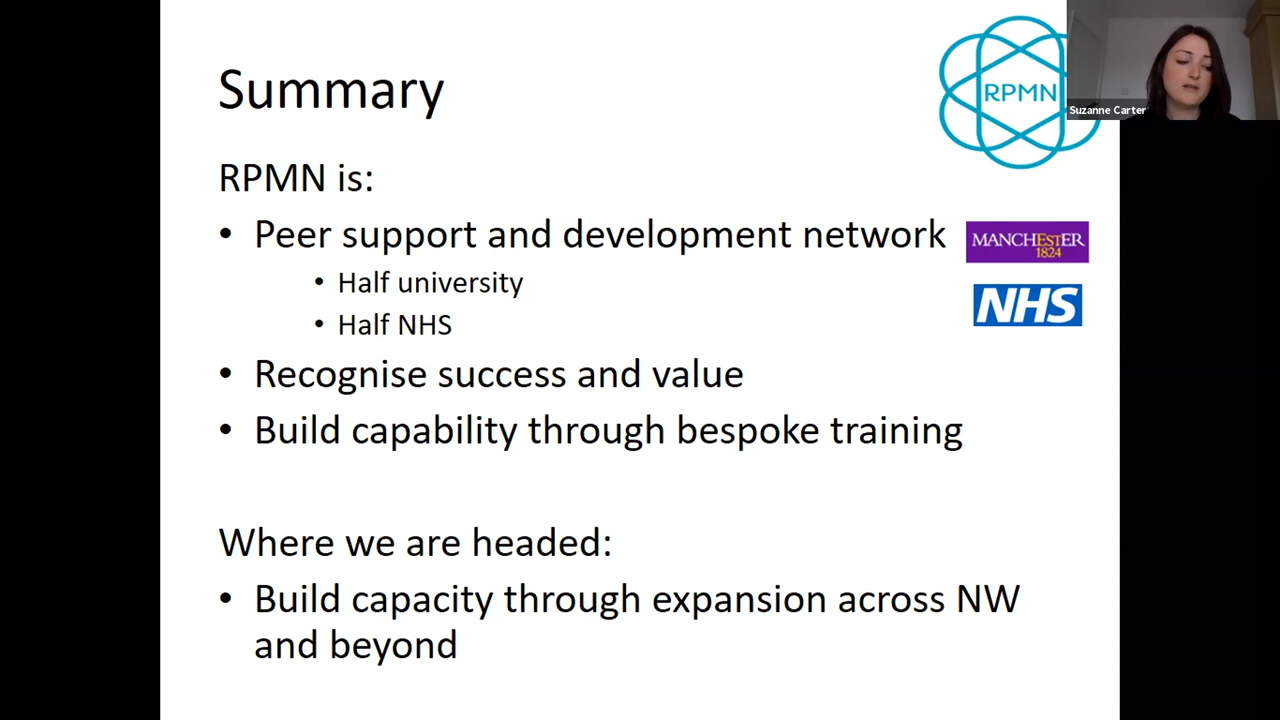 Summary
RPMN
Suzanne Carter
RPMN is:
• Peer support and development network
MANCHESTER
1824
• Half university
NHS
• Half NHS
• Recognise success and value
• Build capability through bespoke training
Where we are headed:
• Build capacity through expansion across NW
and beyond